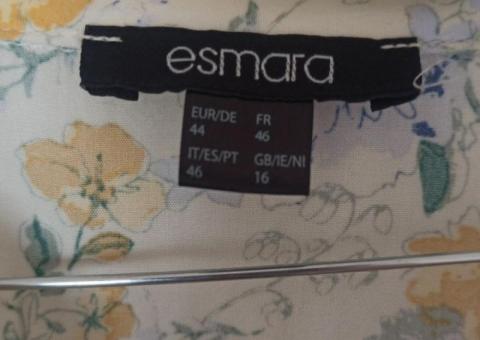 esmara
EUR/DE FR
44 46
IT/ES/PT GB/IE/NI
46 16